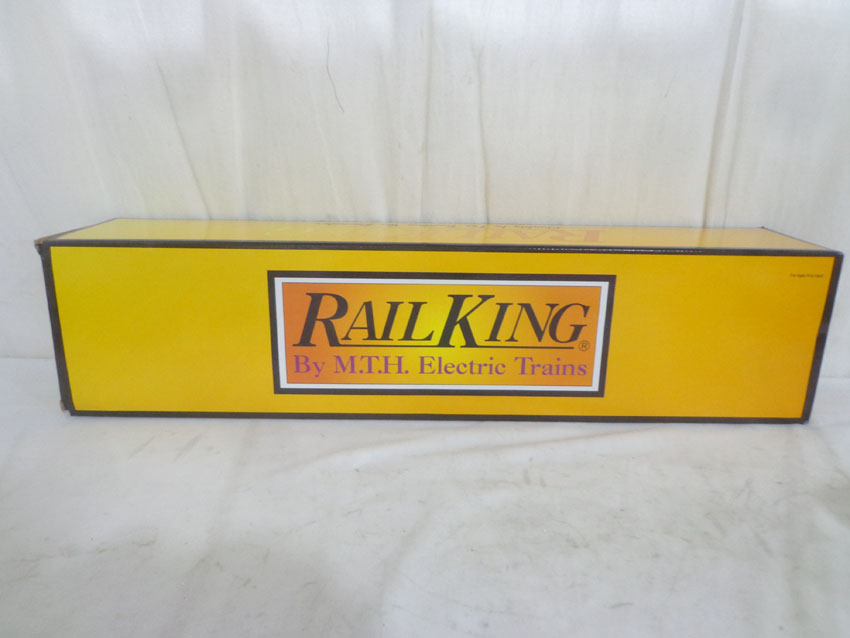 RAILKING®
By M.T.H. Electric Trains